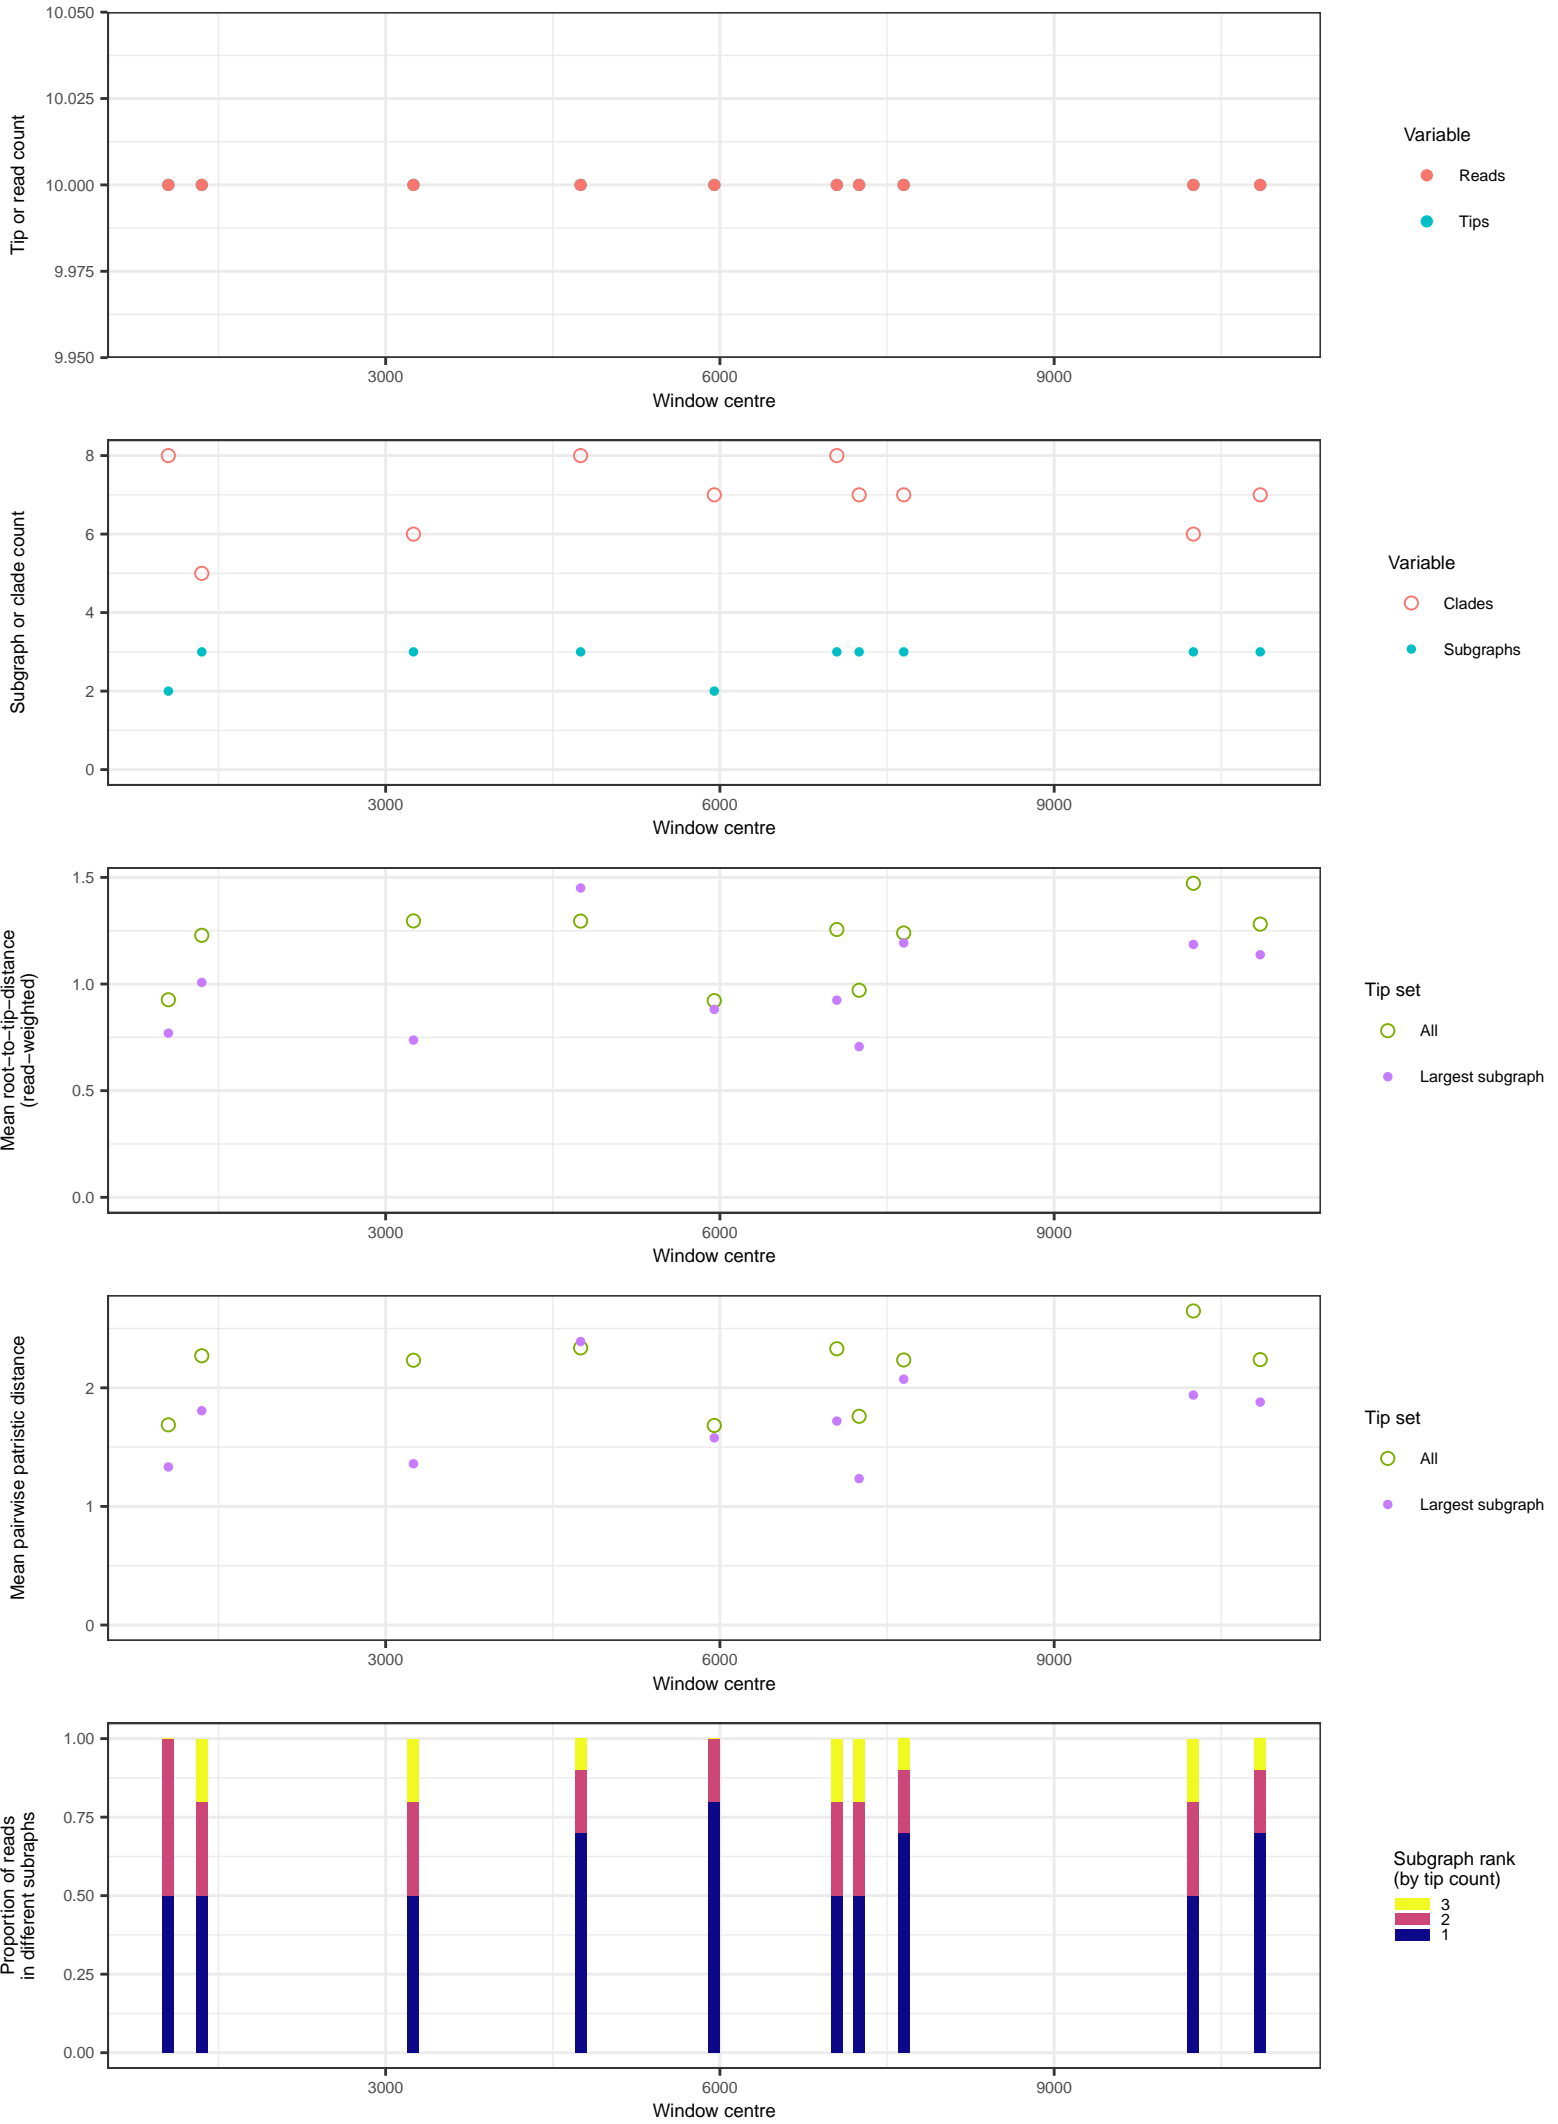 10.050
10.025
10.000
9.975
9.950
Tip or read count
3000
6000
9000
Window centre
Variable
Reads
Tips
8
6
4
2
0
Subgraph or clade count
3000
6000
9000
Window centre
Variable
Clades
Subgraphs
1.5
1.0
0.5
0.0
Mean root−to−tip−distance
(read−weighted)
3000
6000
9000
Window centre
Tip set
All
Largest subgraph
2
1
0
Mean pairwise patristic distance
3000
6000
9000
Window centre
Tip set
All
Largest subgraph
1.00
0.75
0.50
0.25
0.00
Proportion of reads
in different subraphs
3000
6000
9000
Window centre
Subgraph rank
(by tip count)
3
2
1